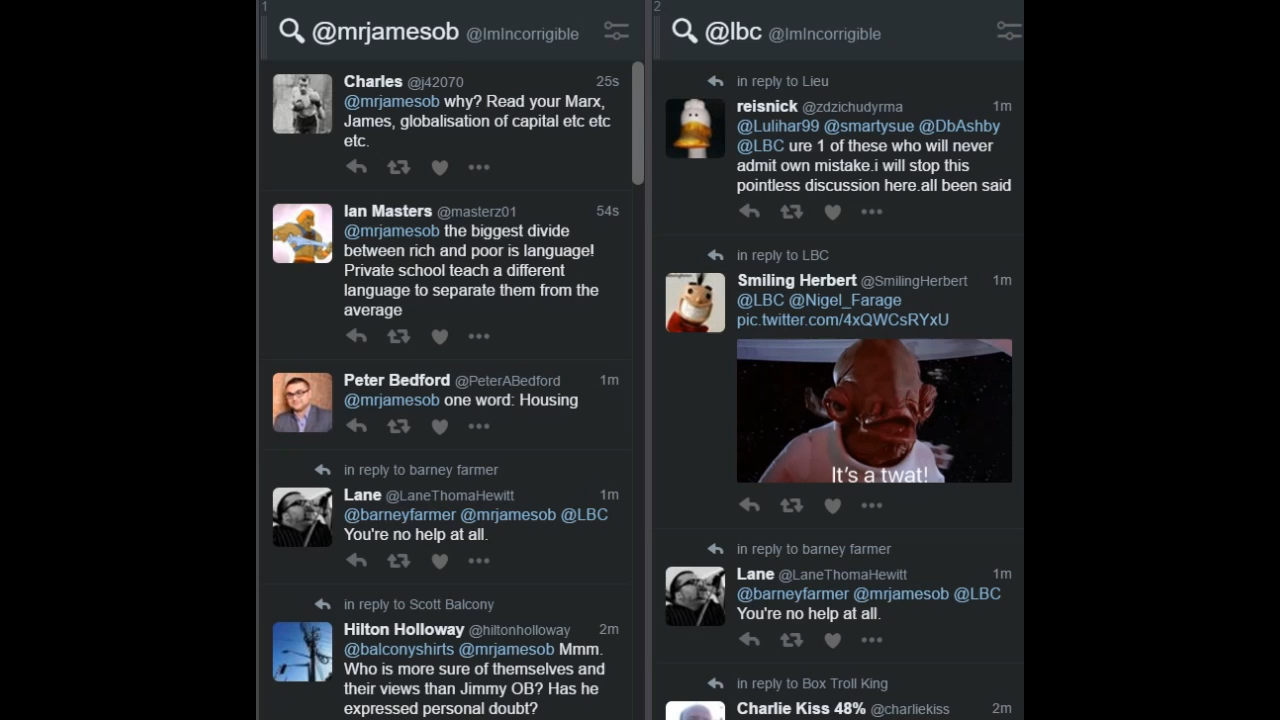 1
@mrjamesob @ImIncorrigible
Charles @j42070 25s
@mrjamesob why? Read your Marx,
James, globalisation of capital etc etc
etc.
Ian Masters @masterz01 54s
@mrjamesob the biggest divide
between rich and poor is language!
Private school teach a different
language to separate them from the
average
Peter Bedford @PeterABedford 1m
@mrjamesob one word: Housing
in reply to barney farmer
Lane @LaneThomaHewitt 1m
@barneyfarmer @mrjamesob @LBC
You're no help at all.
in reply to Scott Balcony
Hilton Holloway @hiltonholloway 2m
@balconyshirts @mrjamesob Mmm.
Who is more sure of themselves and
their views than Jimmy OB? Has he
expressed personal doubt?
2
@lbc @ImIncorrigible
in reply to Lieu
reisnick @zdzichudyrma 1m
@Lulihar99 @smartysue @DbAshby
@LBC ure 1 of these who will never
admit own mistake.i will stop this
pointless discussion here.all been said
in reply to LBC
Smiling Herbert @SmilingHerbert 1m
@LBC @Nigel_Farage
pic.twitter.com/4xQWCsRYxU
It's a twat!
in reply to barney farmer
Lane @LaneThomaHewitt 1m
@barneyfarmer @mrjamesob @LBC
You're no help at all.
in reply to Box Troll King
Charlie Kiss 48% @charliekiss 2m